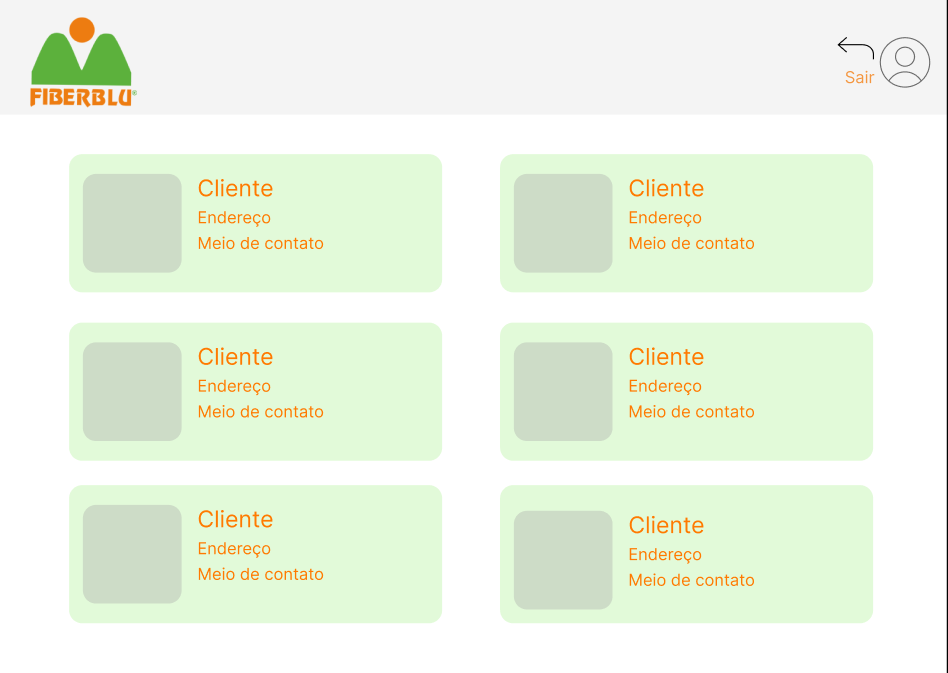 FIBERBLU®
Sair
Cliente
Endereço
Meio de contato
Cliente
Endereço
Meio de contato
Cliente
Endereço
Meio de contato
Cliente
Endereço
Meio de contato
Cliente
Endereço
Meio de contato
Cliente
Endereço
Meio de contato